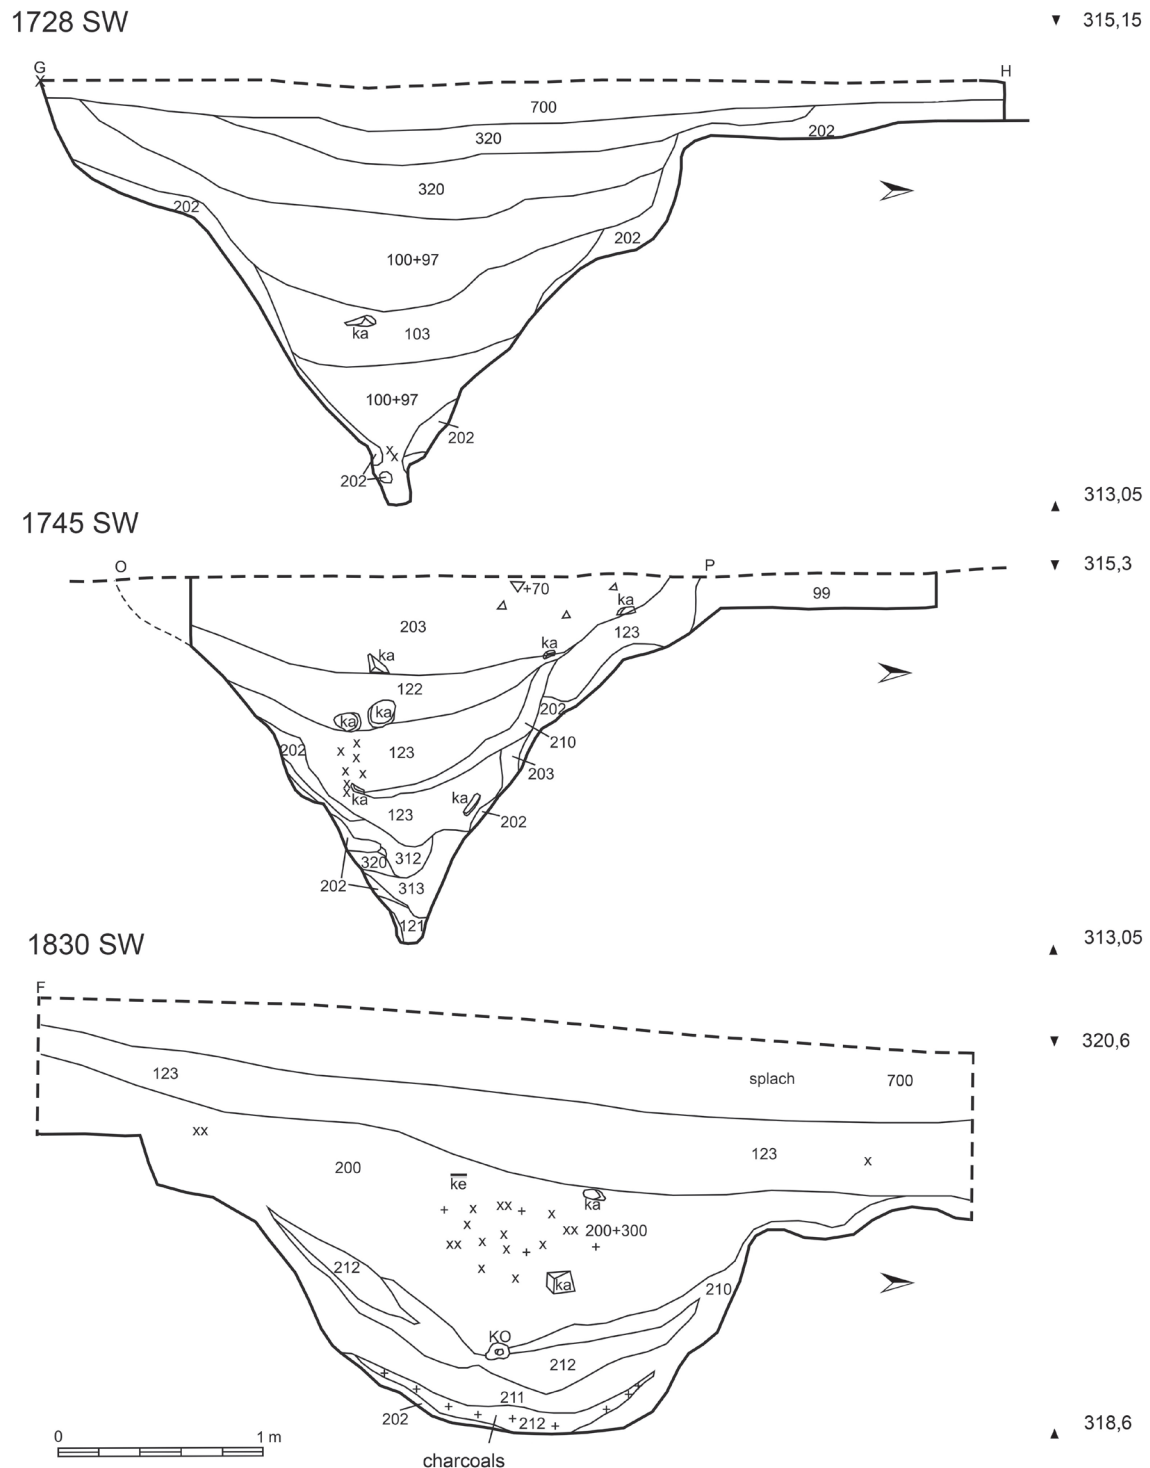 1728 SW
315,15
G
H
700
320
202
320
202
202
100+97
ka
103
100+97
202
x
x
202
313,05
1745 SW
O
P
315,3
+70
99
ka
203
123
ka
ka
122
202
ka
ka
210
x
202
x
123
x
203
x
x
x
x
ka
ka
123
202
320
312
202
313
121
313,05
1830 SW
F
320,6
123
splach
700
xx
123
x
200
ke
ka
+
x
xx
+
x
x
xx
200+300
x
xx
x
x
x
+
+
x
x
ka
212
210
KO
212
+
+
+
+
211
202
+
+
+
212
+
+
charcoals
0
1 m
318,6